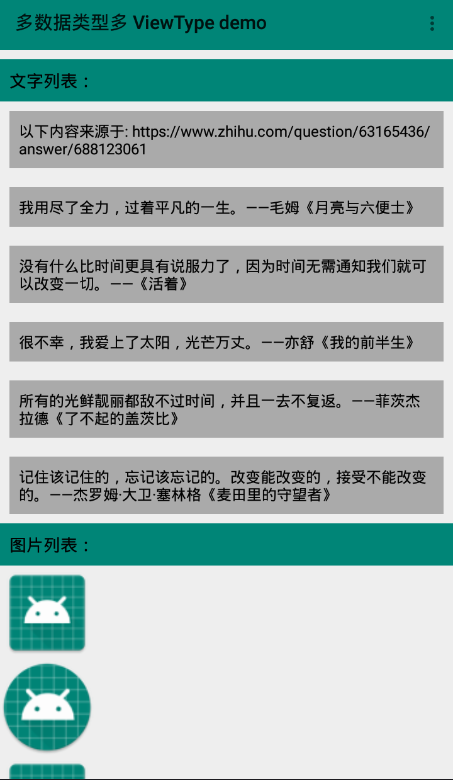 多数据类型多 ViewType demo
文字列表：
以下内容来源于: https://www.zhihu.com/question/63165436/
answer/688123061
我用尽了全力，过着平凡的一生。——毛姆《月亮与六便士》
没有什么比时间更具有说服力了，因为时间无需通知我们就可
以改变一切。——《活着》
很不幸，我爱上了太阳，光芒万丈。——亦舒《我的前半生》
所有的光鲜靓丽都敌不过时间，并且一去不复返。——菲茨杰
拉德《了不起的盖茨比》
记住该记住的，忘记该忘记的。改变能改变的，接受不能改变
的。——杰罗姆·大卫·塞林格《麦田里的守望者》
图片列表：